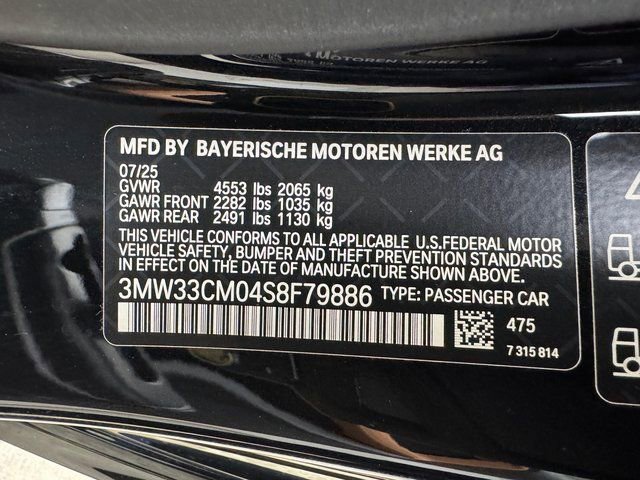 MOTOREN WERKE AG
MFD BY BAYERISCHE MOTOREN WERKE AG
07/25
GVWR 4553 lbs 2065 kg
GAWR FRONT 2282 lbs 1035 kg
GAWR REAR 2491 lbs 1130 kg
THIS VEHICLE CONFORMS TO ALL APPLICABLE U.S.FEDERAL MOTOR
VEHICLE SAFETY, BUMPER AND THEFT PREVENTION STANDARDS
IN EFFECT ON THE DATE OF MANUFACTURE SHOWN ABOVE.
3MW33CM04S8F79886 TYPE: PASSENGER CAR
475
7 315 814